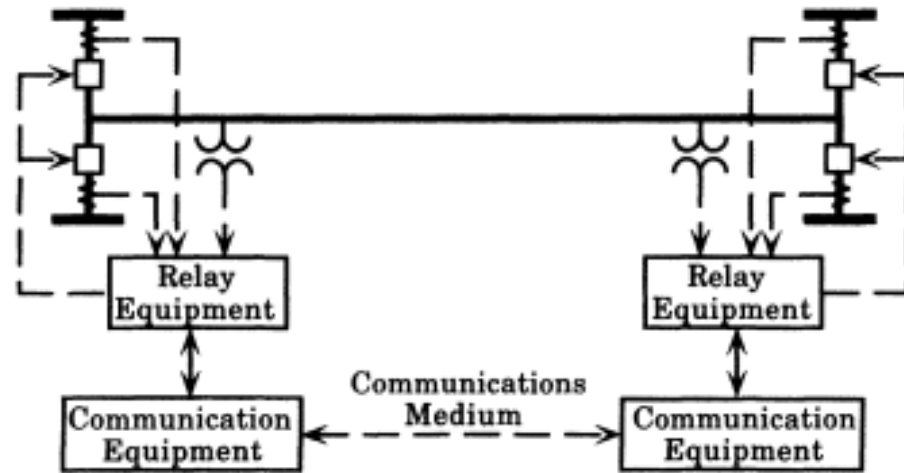 Relay
Equipment
Relay
Equipment
Communications
Medium
Communication
Equipment
Communication
Equipment